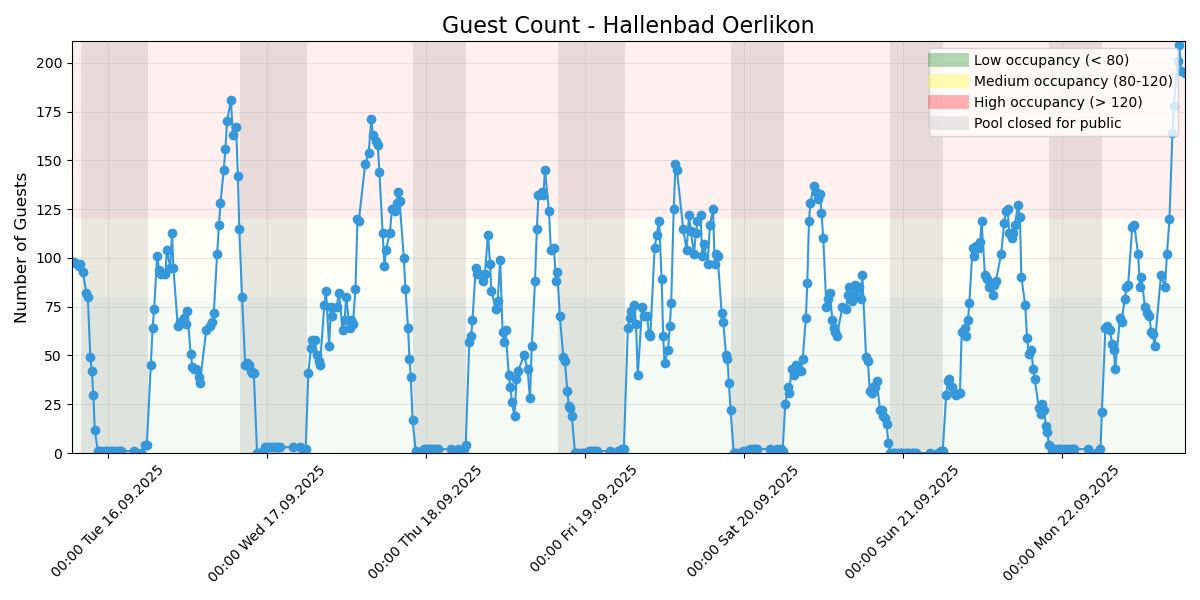 Guest Count - Hallenbad Oerlikon
Number of Guests
200
175
150
125
100
75
50
25
0
Low occupancy (< 80)
Medium occupancy (80-120)
High occupancy (> 120)
Pool closed for public
00:00 Tue 16.09.2025
00:00 Wed 17.09.2025
00:00 Thu 18.09.2025
00:00 Fri 19.09.2025
00:00 Sat 20.09.2025
00:00 Sun 21.09.2025
00:00 Mon 22.09.2025